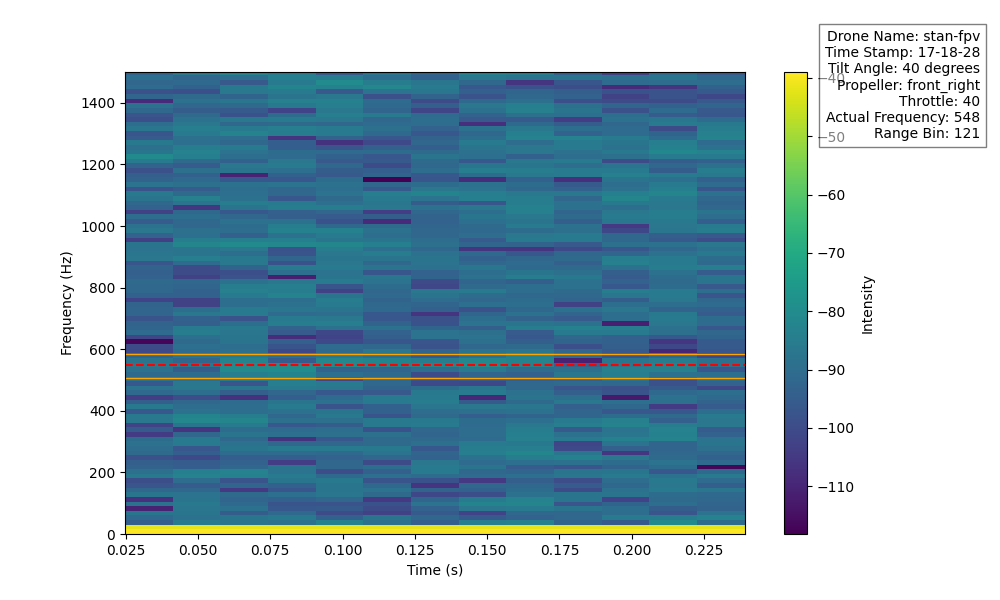 Drone Name: stan-fpv
Time Stamp: 17-18-28
Tilt Angle: 40 degrees
Propeller: front_right
Throttle: 40
Actual Frequency: 548
Range Bin: 121
1400
1200
1000
800
600
400
200
0
Frequency (Hz)
0.025
0.050
0.075
0.100
0.125
0.150
0.175
0.200
0.225
Time (s)
−40
−50
−60
−70
−80
−90
−100
−110
Intensity